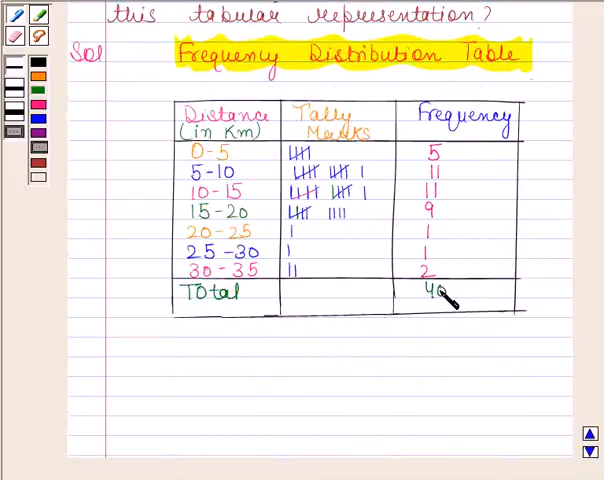 this tabular representation?
Sol Frequency Distribution Table
Distance (in Km) Tally Marks Frequency
0-5 5
5-10 11
10-15 11
15-20 9
20-25 1
25-30 1
30-35 2
Total 40